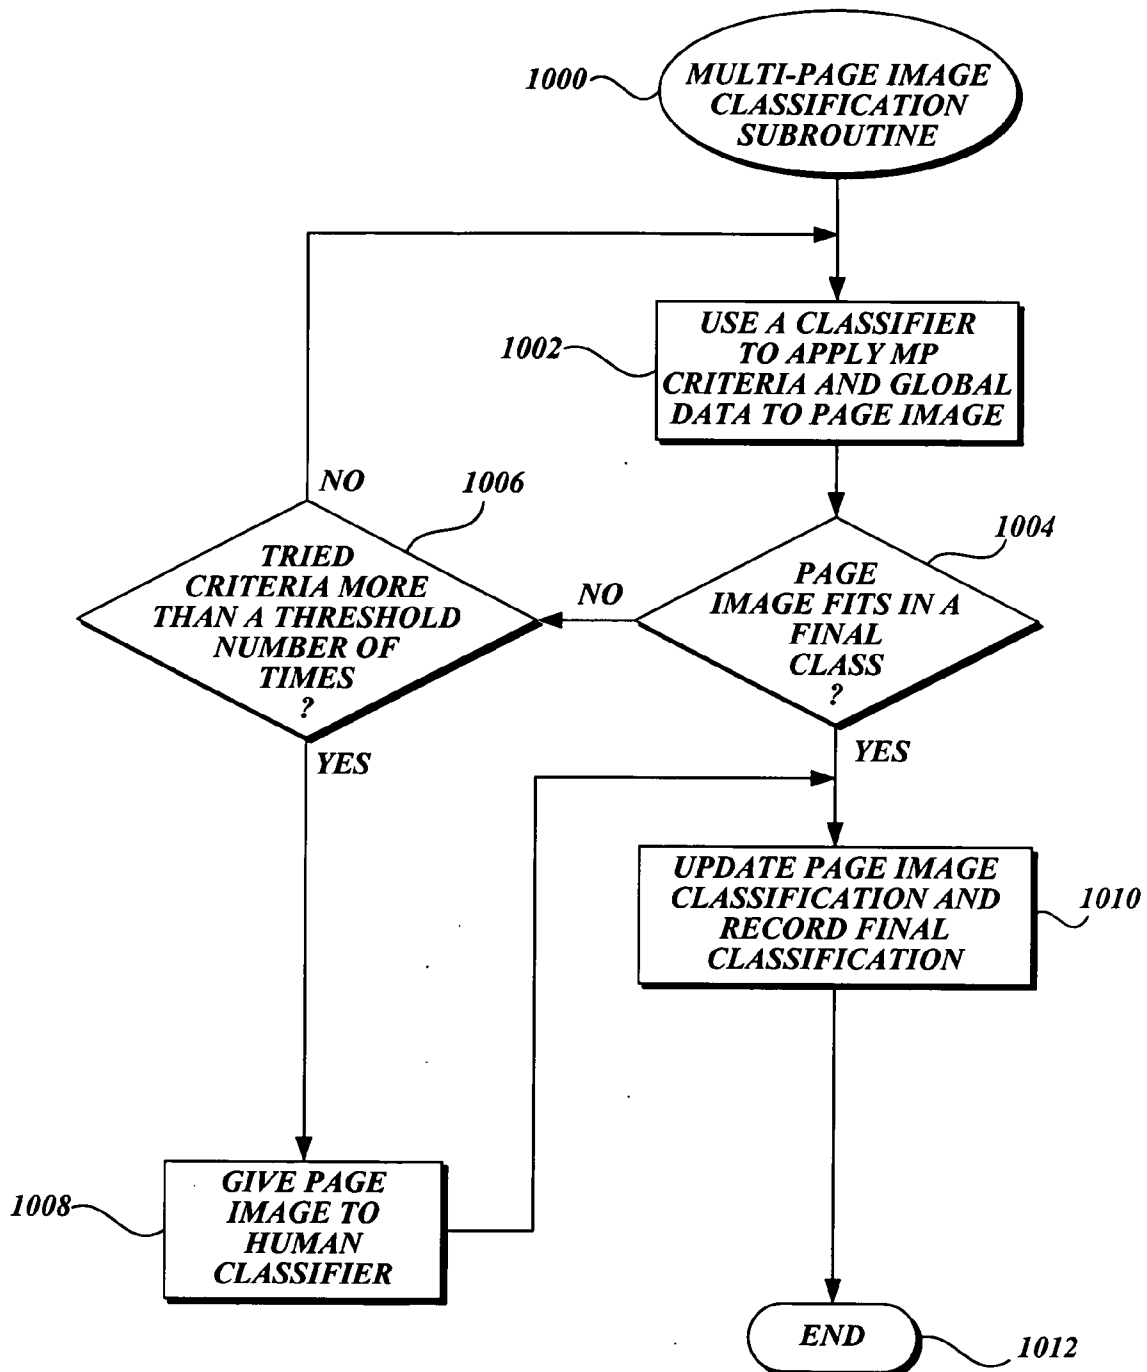 1000
MULTI-PAGE IMAGE
CLASSIFICATION
SUBROUTINE
1002
USE A CLASSIFIER
TO APPLY MP
CRITERIA AND GLOBAL
DATA TO PAGE IMAGE
NO
1006
TRIED
CRITERIA MORE
THAN A THRESHOLD
NUMBER OF
TIMES
?
YES
NO
1004
PAGE
IMAGE FITS IN A
FINAL
CLASS
?
YES
UPDATE PAGE IMAGE
CLASSIFICATION AND
RECORD FINAL
CLASSIFICATION
1010
1008
GIVE PAGE
IMAGE TO
HUMAN
CLASSIFIER
END
1012